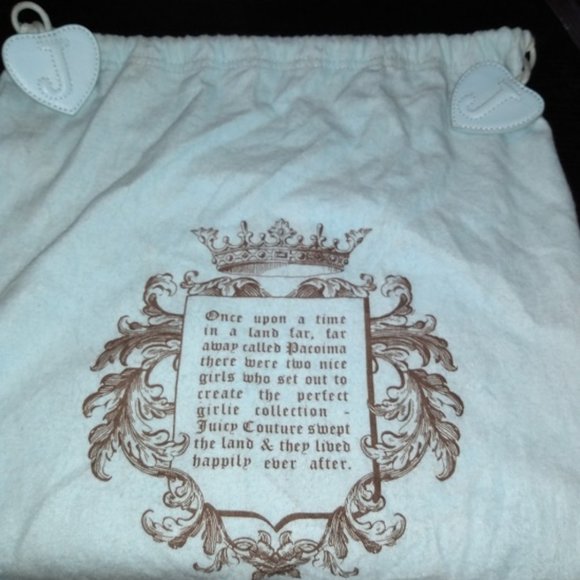 J
J
Once upon a time
in a land far, far
away called Pacoima
there were two nice
girls who set out to
create the perfect
girlie collection -
Juicy Couture swept
the land & they lived
happily ever after.